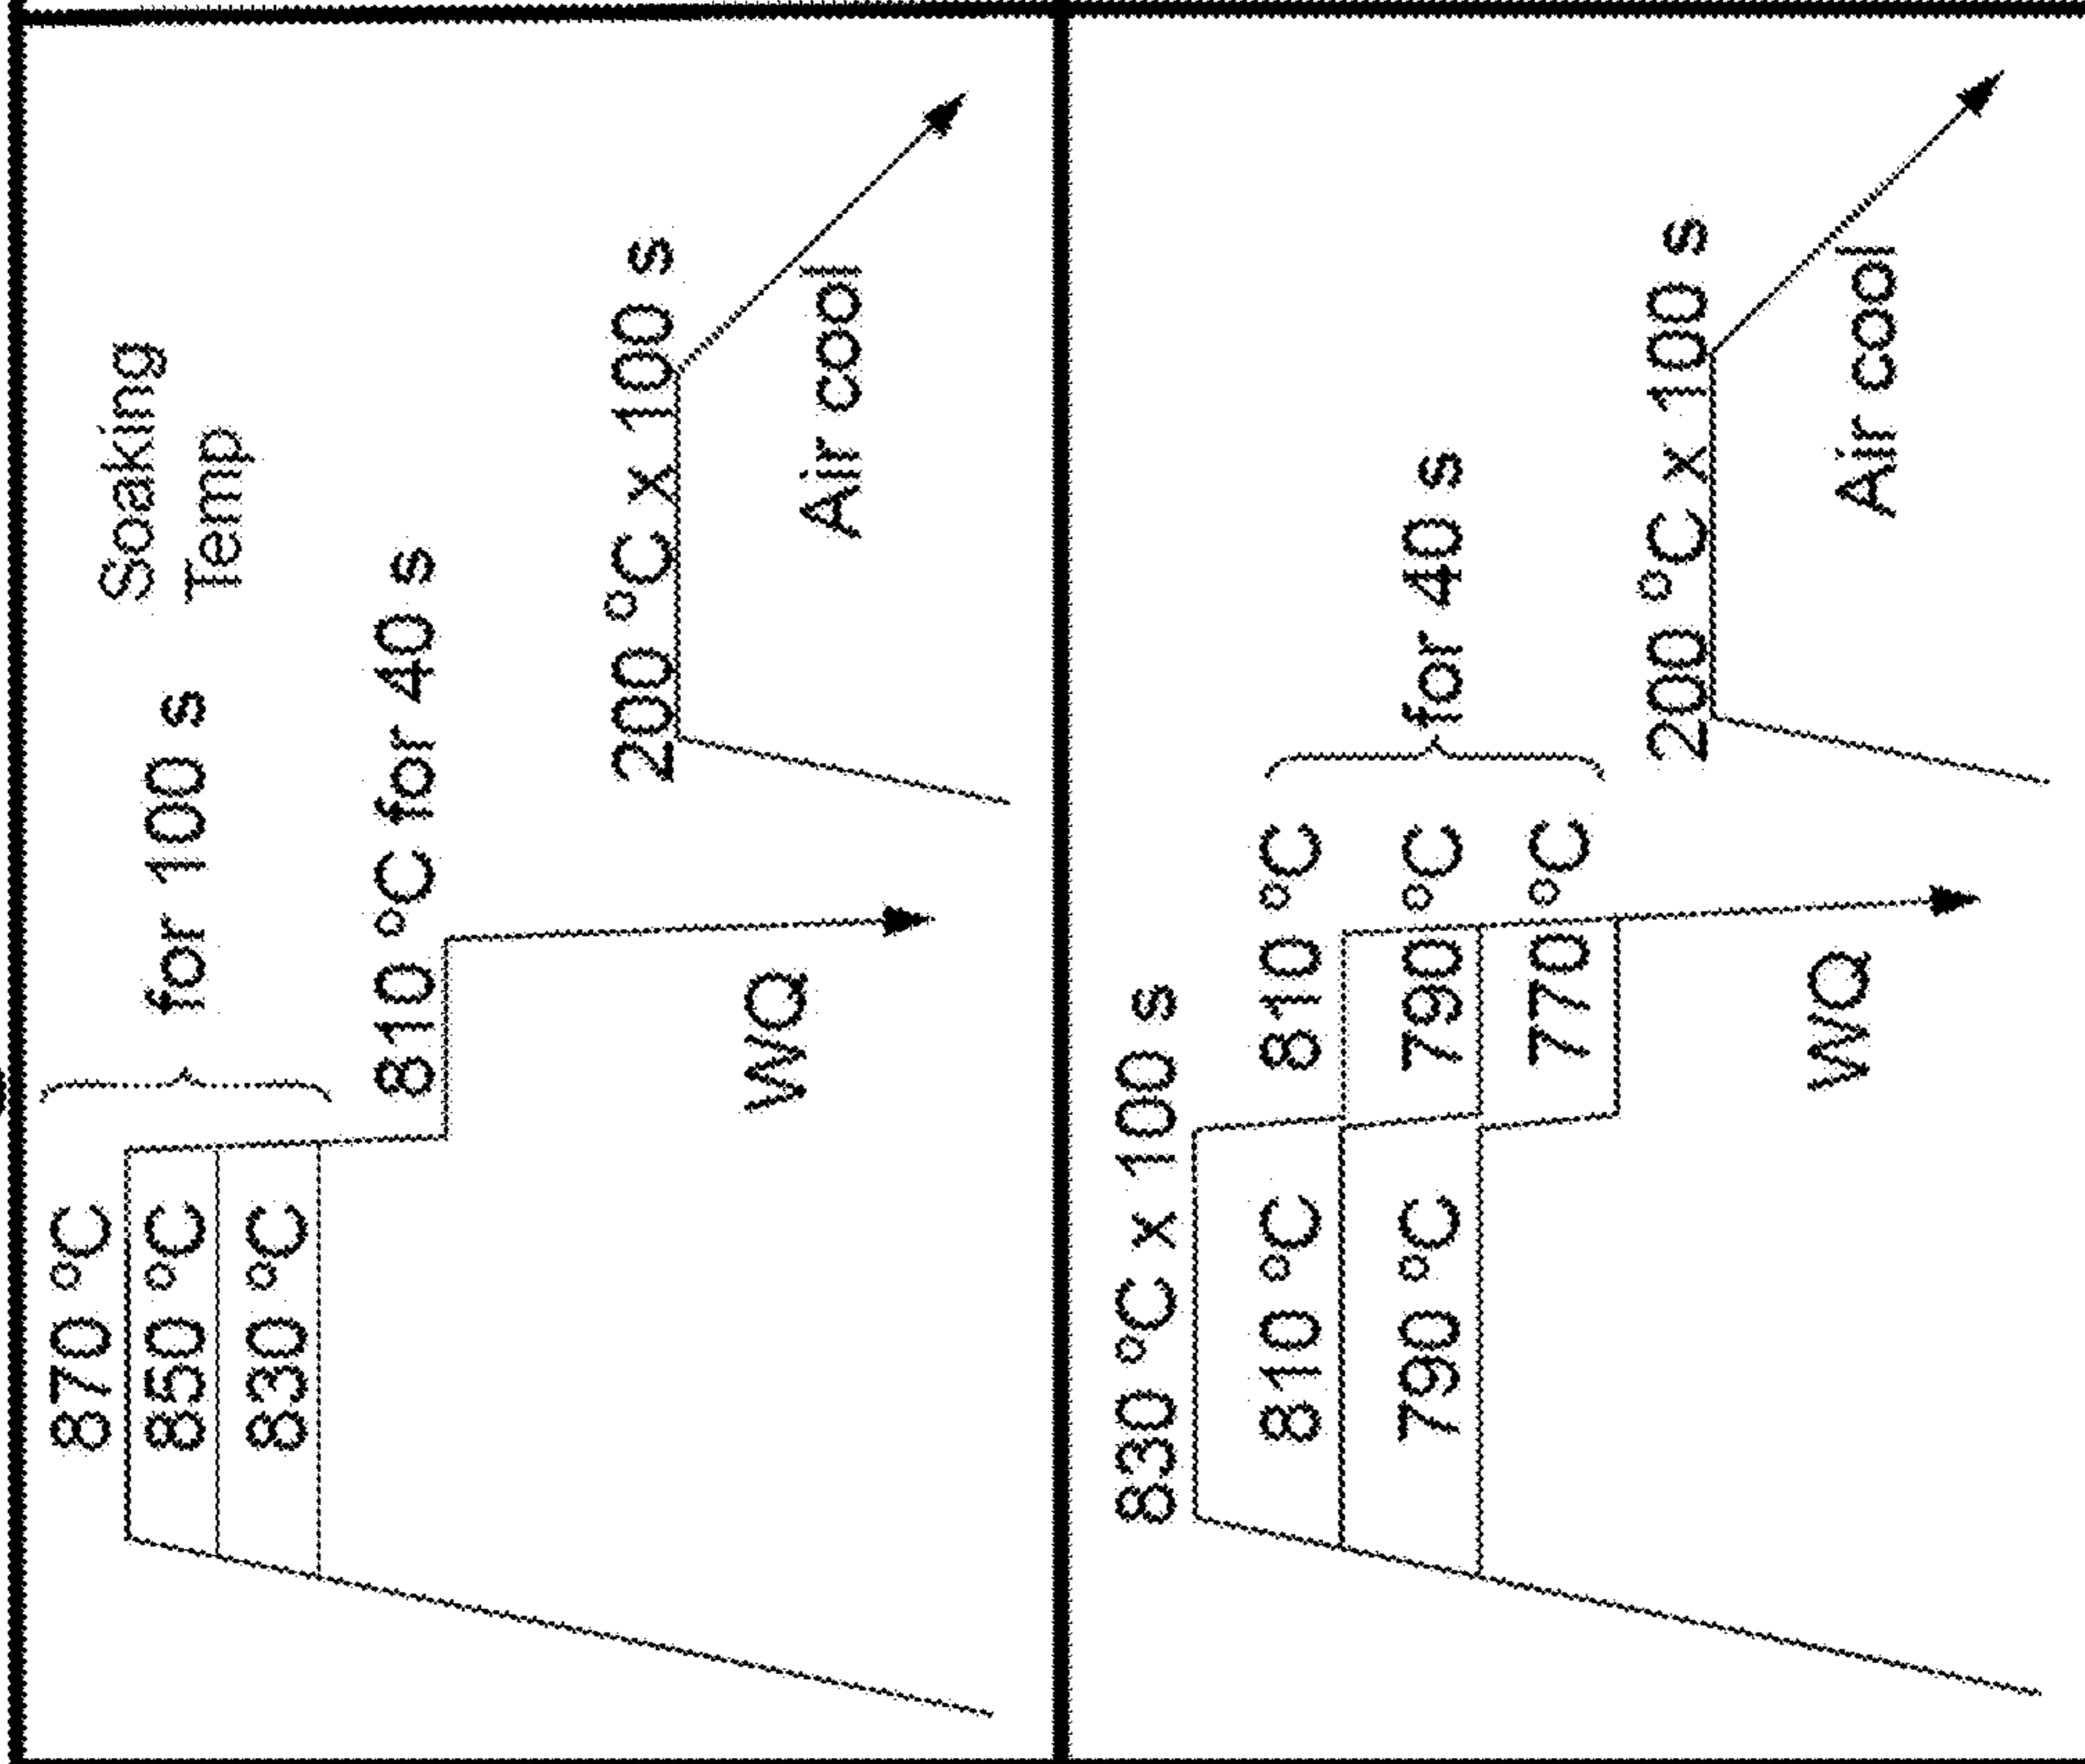 870 °C
850 °C
830 °C
for 100 s
Soaking
Temp
810 °C for 40 s
WQ
200 °C x 100 s
Air cool
830 °C x 100 s
810 °C
790 °C
810 °C
790 °C
770 °C
for 40 s
WQ
200 °C x 100 s
Air cool